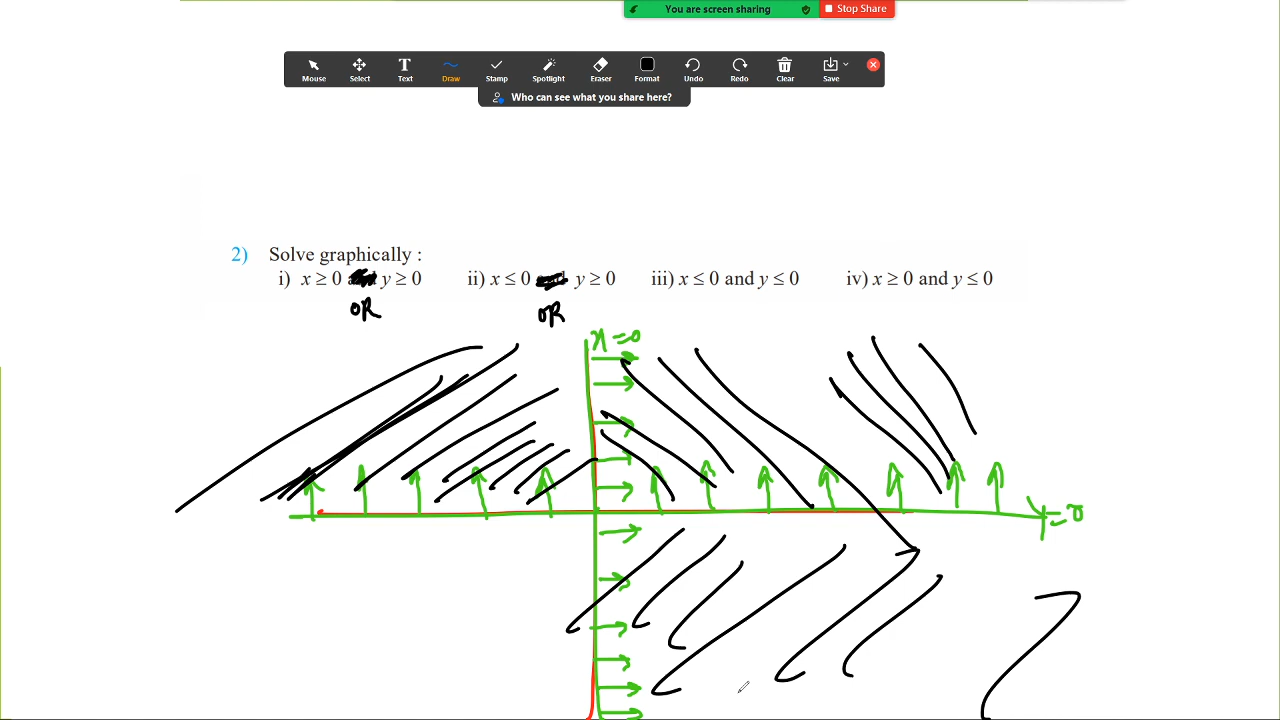 You are screen sharing Stop Share
Mouse Select Text Draw Stamp Spotlight Eraser Format Undo Redo Clear Save
Who can see what you share here?
2) Solve graphically :
i) x ≥ 0 y ≥ 0 ii) x ≤ 0 y ≥ 0 iii) x ≤ 0 and y ≤ 0 iv) x ≥ 0 and y ≤ 0
OR OR
x=0
y=0